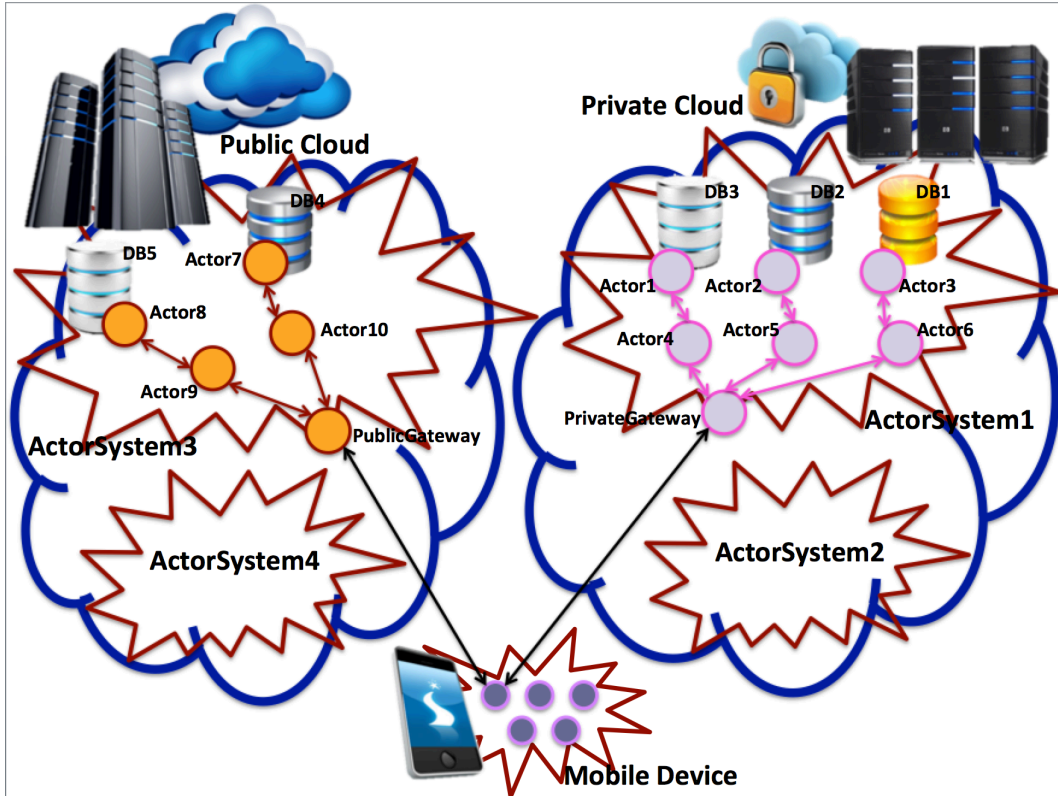 Public Cloud
Private Cloud
DB4
DB5
Actor7
Actor8
Actor10
Actor9
PublicGateway
ActorSystem3
ActorSystem4
DB3
DB2
DB1
Actor1
Actor2
Actor3
Actor4
Actor5
Actor6
PrivateGateway
ActorSystem1
ActorSystem2
Mobile Device